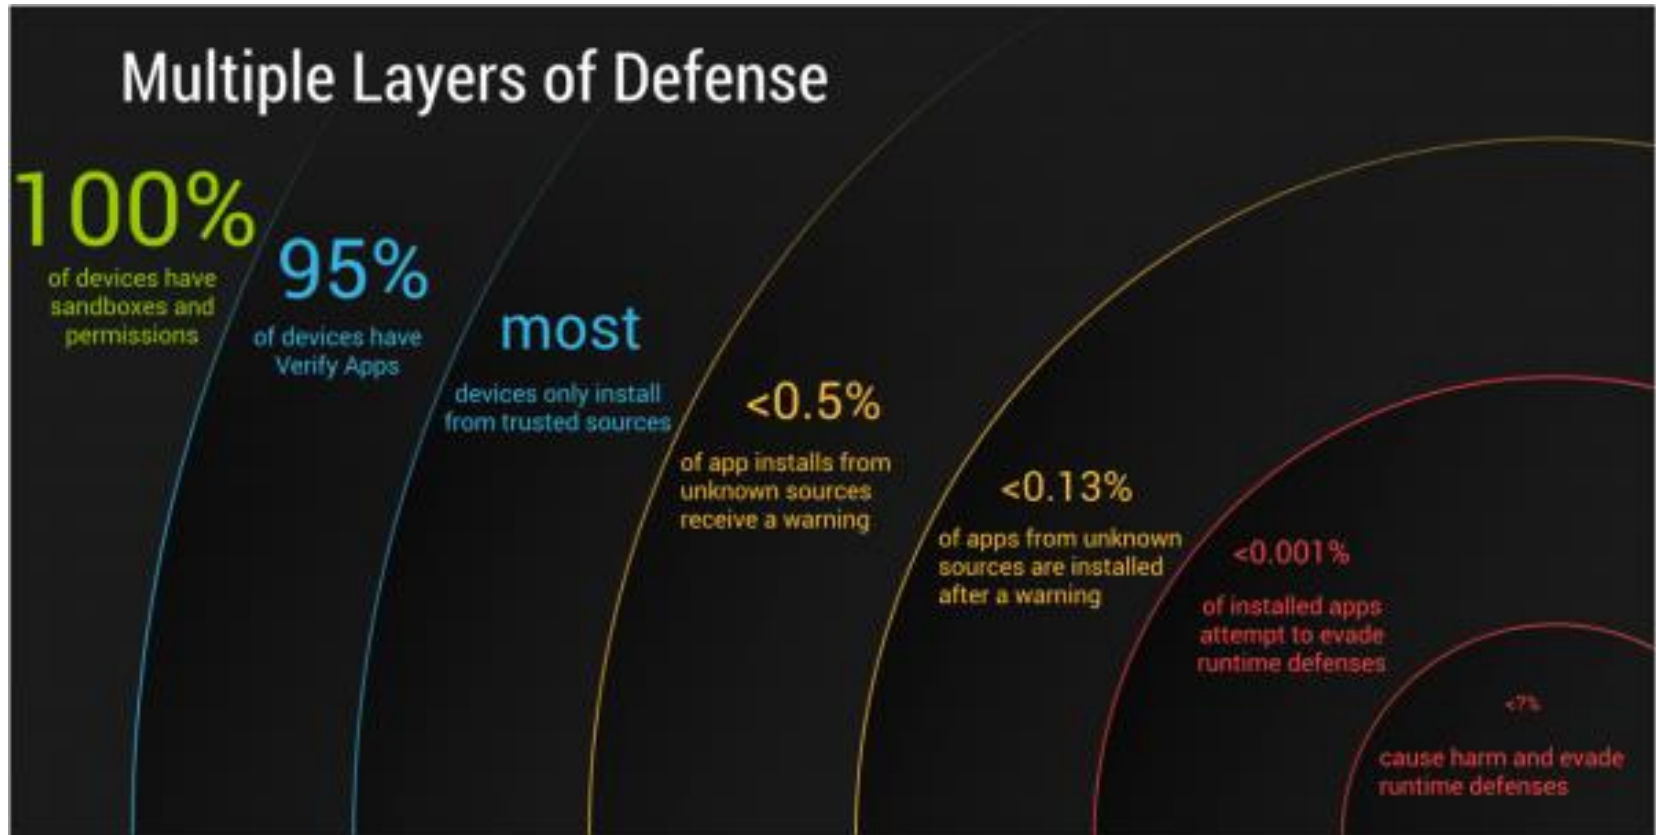 Multiple Layers of Defense
100%
of devices have
sandboxes and
permissions
95%
of devices have
Verify Apps
most
devices only install
from trusted sources
<0.5%
of app installs from
unknown sources
receive a warning
<0.13%
of apps from unknown
sources are installed
after a warning
<0.001%
of installed apps
attempt to evade
runtime defenses
<?%
cause harm and evade
runtime defenses